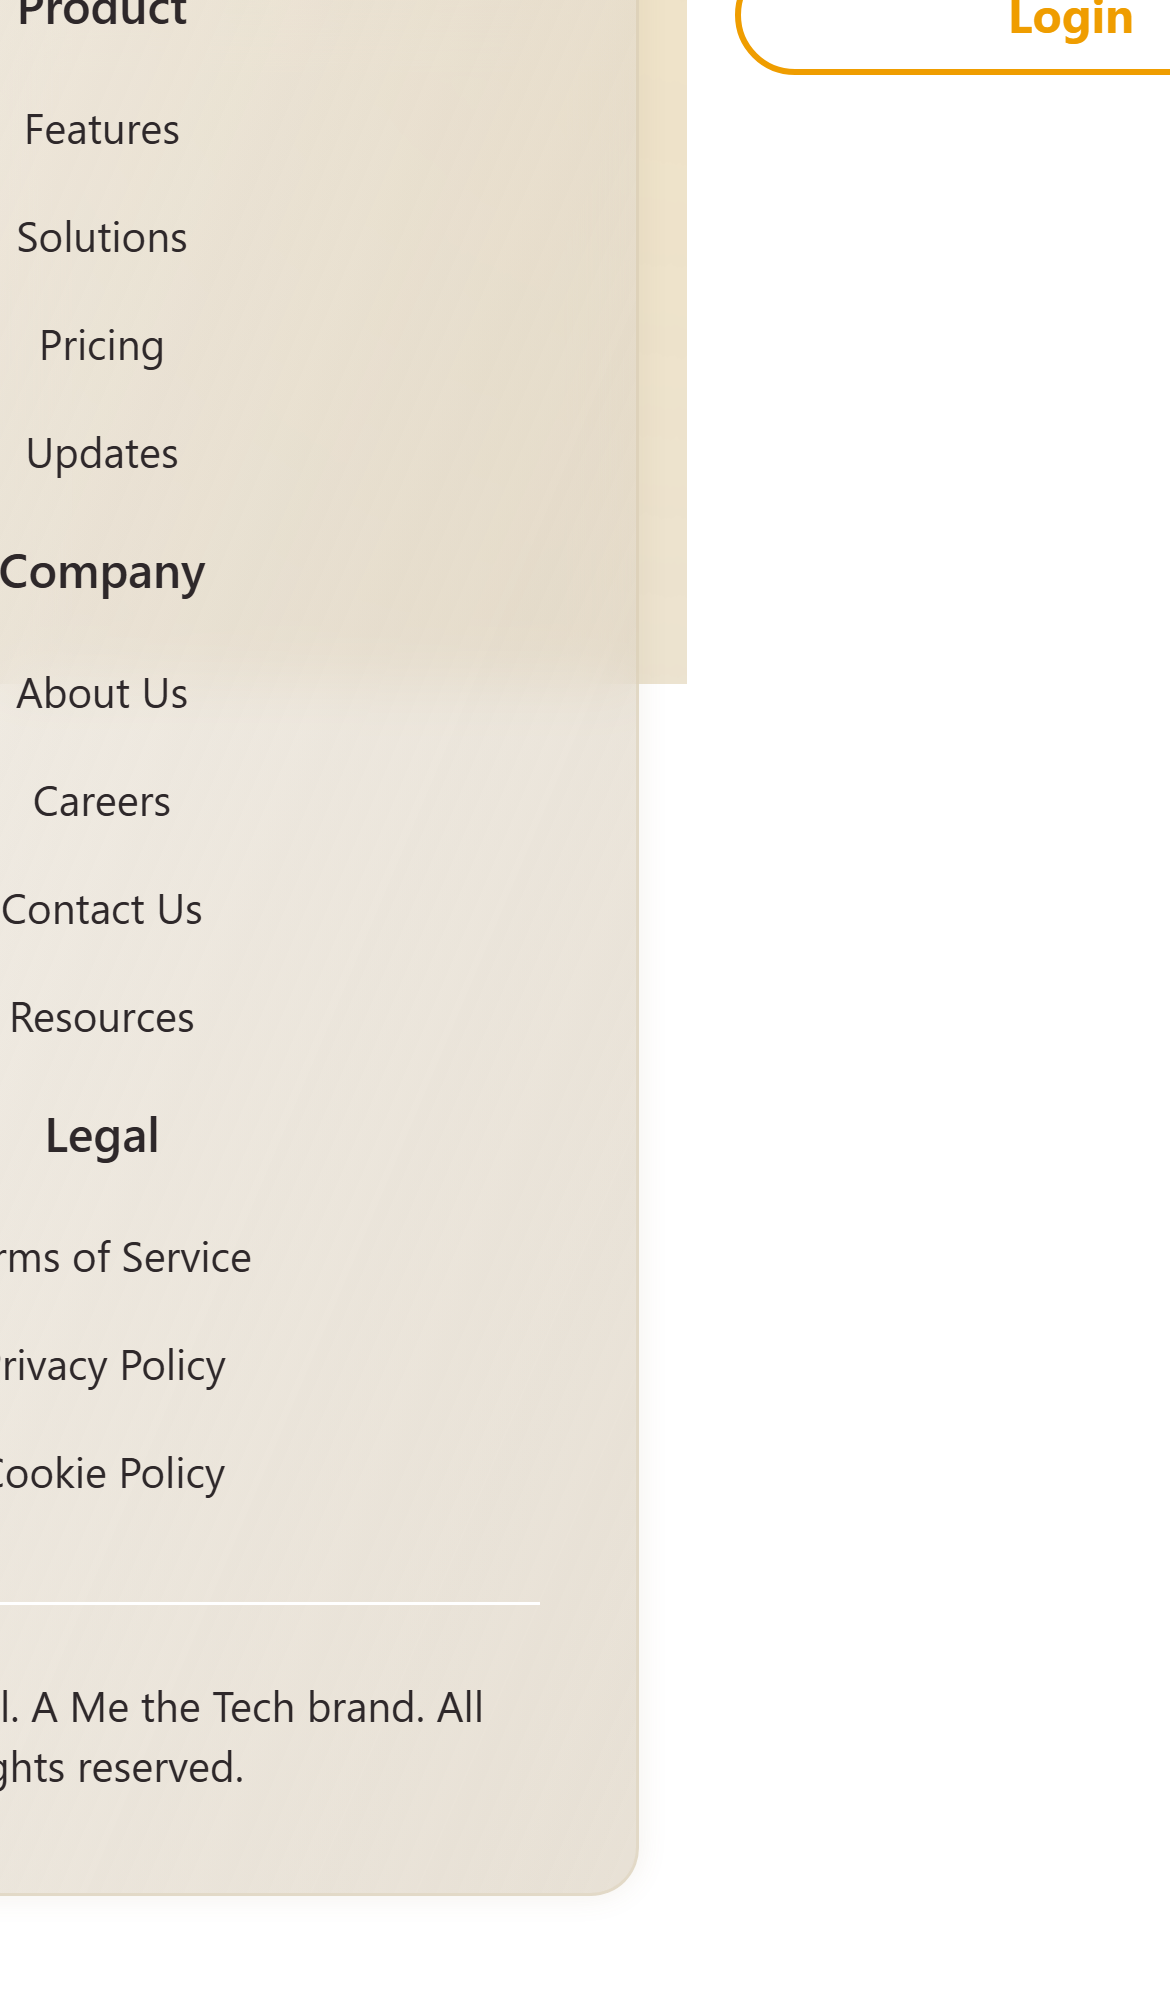 Product
Login
Features
Solutions
Pricing
Updates
Company
About Us
Careers
Contact Us
Resources
Legal
rms of Service
rivacy Policy
Cookie Policy
l. A Me the Tech brand. All
ghts reserved.